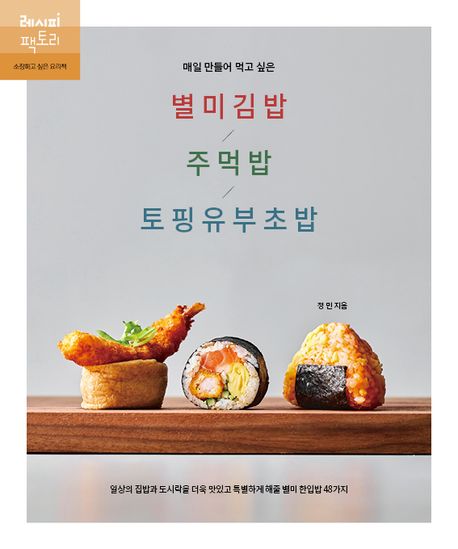 레시피
팩토리
소장하고 싶은 요리책
매일 만들어 먹고 싶은
별미김밥
/
주먹밥
/
토핑유부초밥
정민 지음
일상의 집밥과 도시락을 더욱 맛있고 특별하게 해줄 별미 한입밥 48가지